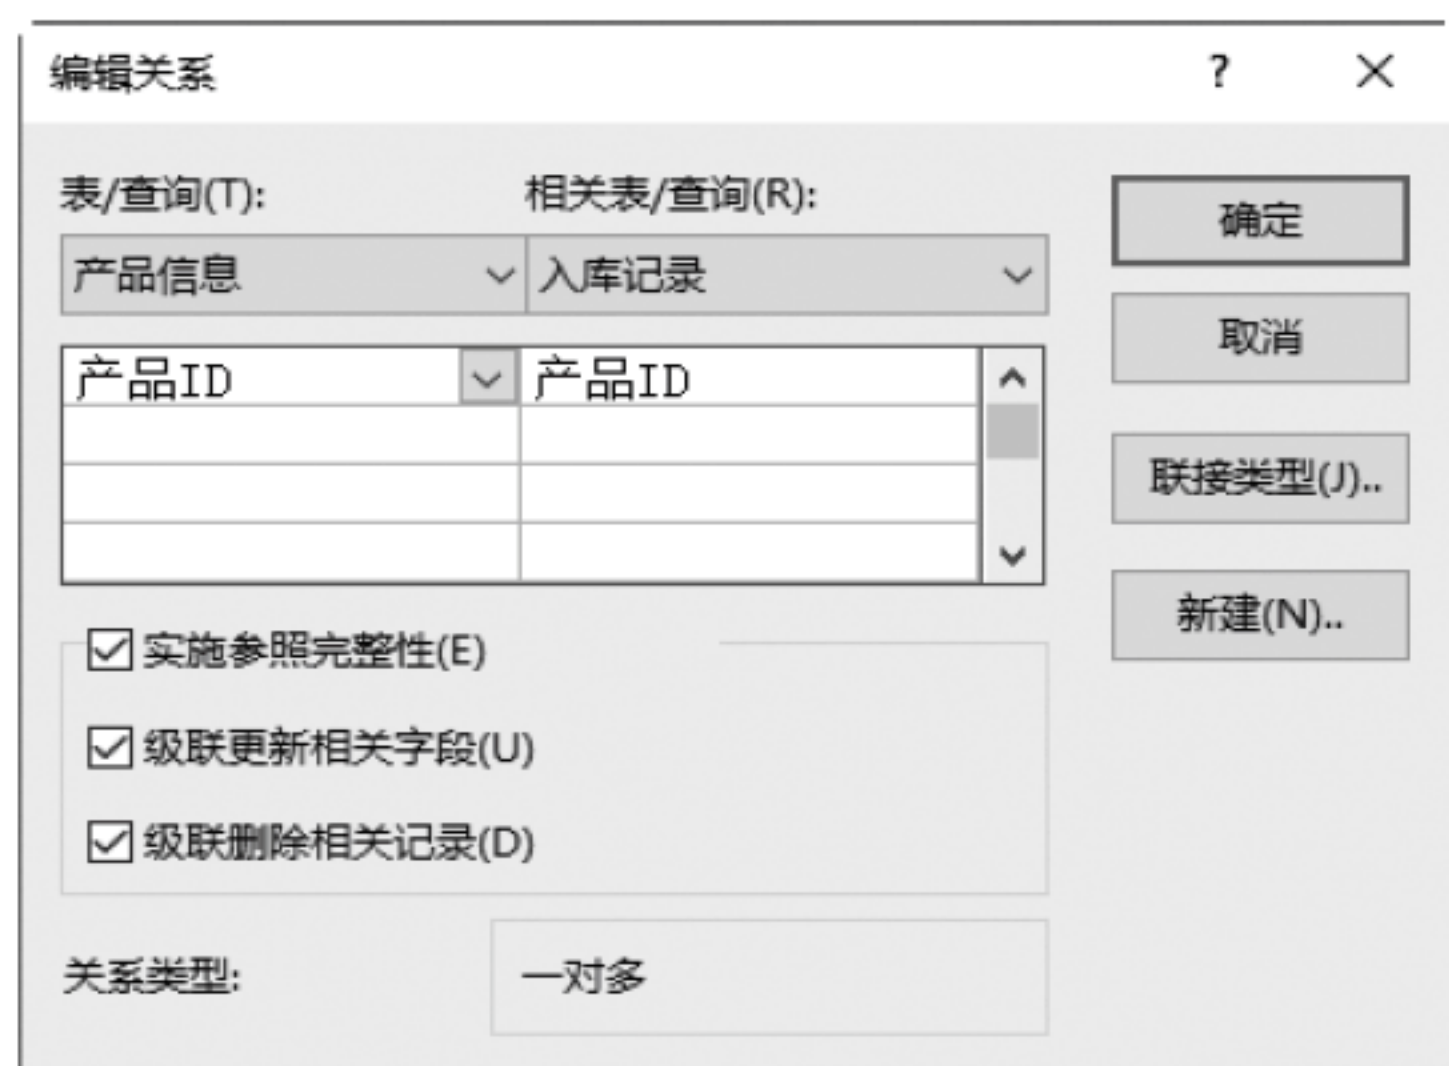 编辑关系 ?
表/查询(T): 相关表/查询(R):
产品信息 入库记录
产品ID 产品ID
实施参照完整性(E)
级联更新相关字段(U)
级联删除相关记录(D)
关系类型: 一对多
确定
取消
联接类型(J)..
新建(N)..